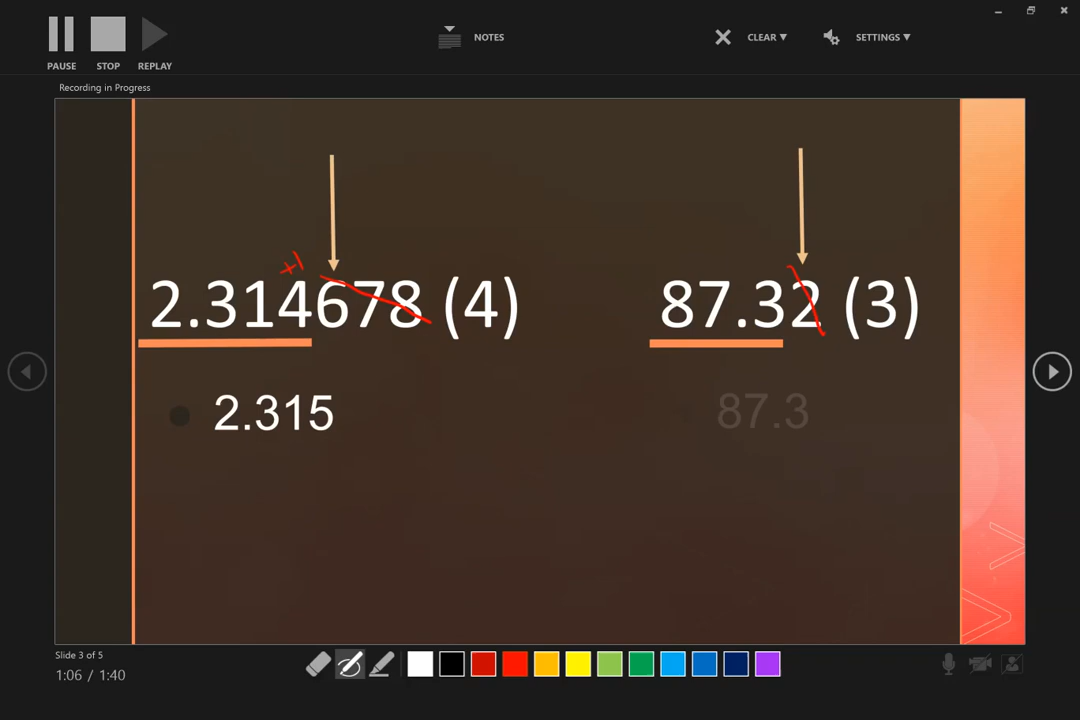 PAUSE
STOP
REPLAY
NOTES
CLEAR
SETTINGS
Recording in Progress
+1
2.314678 (4)
87.32 (3)
2.315
87.3
Slide 3 of 5
1:06 / 1:40